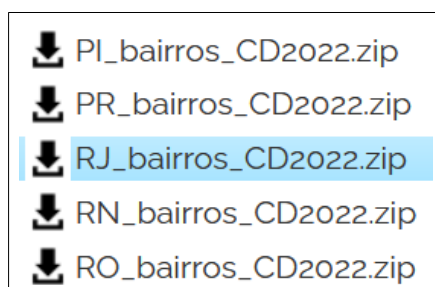 PI_bairros_CD2022.zip
PR_bairros_CD2022.zip
RJ_bairros_CD2022.zip
RN_bairros_CD2022.zip
RO_bairros_CD2022.zip